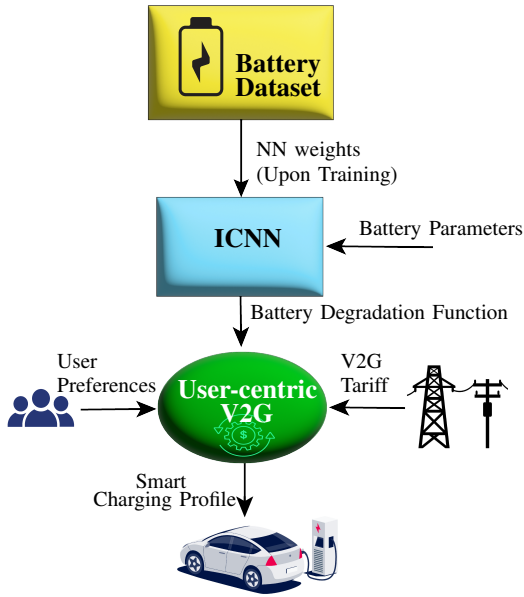 Battery
Dataset
NN weights
(Upon Training)
ICNN
Battery Parameters
Battery Degradation Function
User
Preferences
V2G
Tariff
User-centric
V2G
$
Smart
Charging Profile